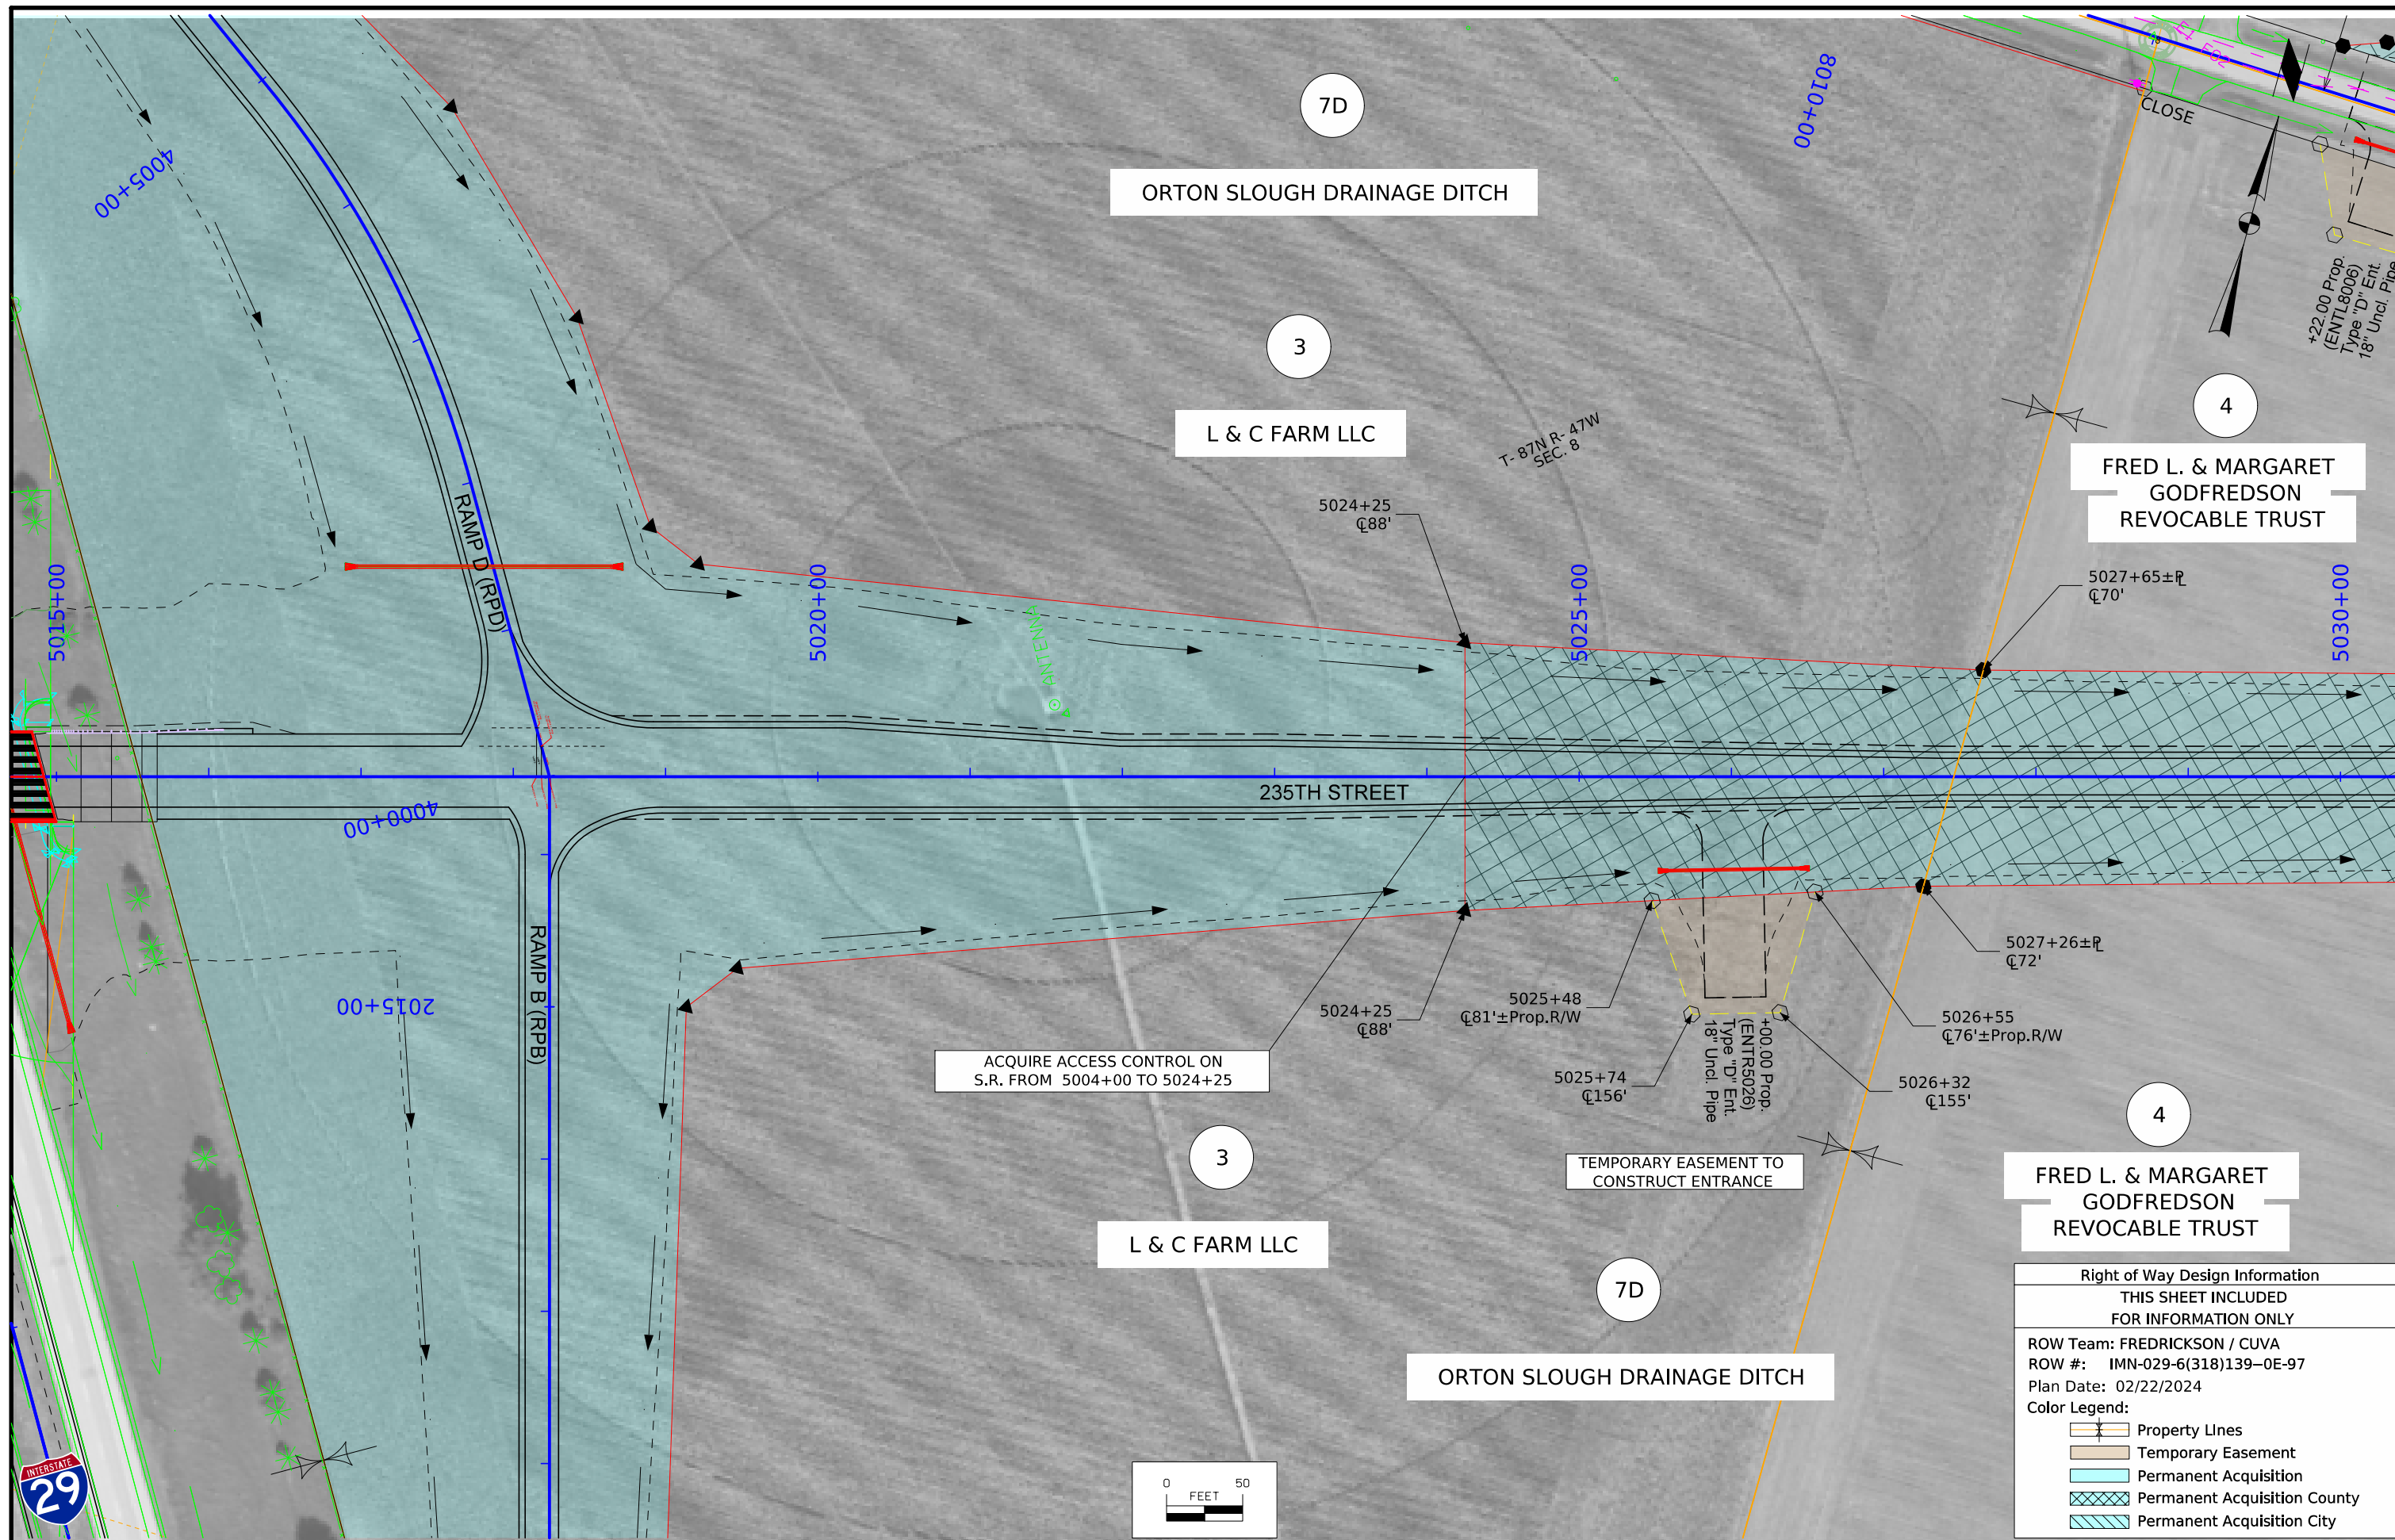 7D
ORTON SLOUGH DRAINAGE DITCH
8010+00
E1 E82
CLOSE
4005+00
3
L & C FARM LLC
T- 87N R- 47W
SEC. 8
+22.00 Prop.
(ENTL8006)
Type "D" Ent.
18" Uncl. Pipe
4
FRED L. & MARGARET
GODFREDSON
REVOCABLE TRUST
RAMP D (RPD)
5024+25
℄88'
5015+00
5020+00
ANTENNA
5025+00
5027+65±℄
℄70'
5030+00
235TH STREET
4000+00
2015+00
RAMP B (RPB)
5024+25
℄88'
5025+48
℄81'±Prop.R/W
5027+26±℄
℄72'
5026+55
℄76'±Prop.R/W
ACQUIRE ACCESS CONTROL ON
S.R. FROM 5004+00 TO 5024+25
+00.00 Prop.
(ENTR5026)
Type "D" Ent.
18" Uncl. Pipe
5025+74
℄156'
5026+32
℄155'
3
L & C FARM LLC
TEMPORARY EASEMENT TO
CONSTRUCT ENTRANCE
4
FRED L. & MARGARET
GODFREDSON
REVOCABLE TRUST
7D
ORTON SLOUGH DRAINAGE DITCH
INTERSTATE
29
0 50
FEET
Right of Way Design Information
THIS SHEET INCLUDED
FOR INFORMATION ONLY
ROW Team: FREDRICKSON / CUVA
ROW #: IMN-029-6(318)139--0E-97
Plan Date: 02/22/2024
Color Legend:
Property LInes
Temporary Easement
Permanent Acquisition
Permanent Acquisition County
Permanent Acquisition City